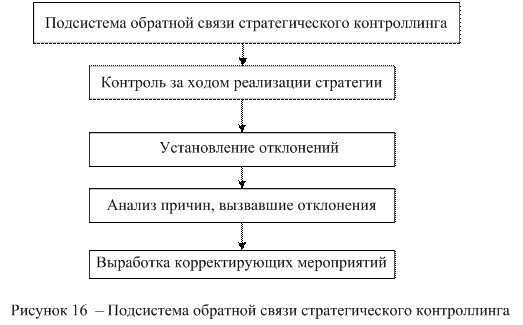 Подсистема обратной связи стратегического контроллинга
Контроль за ходом реализации стратегии
Установление отклонений
Анализ причин, вызвавшие отклонения
Выработка корректирующих мероприятий
Рисунок 16 – Подсистема обратной связи стратегического контроллинга